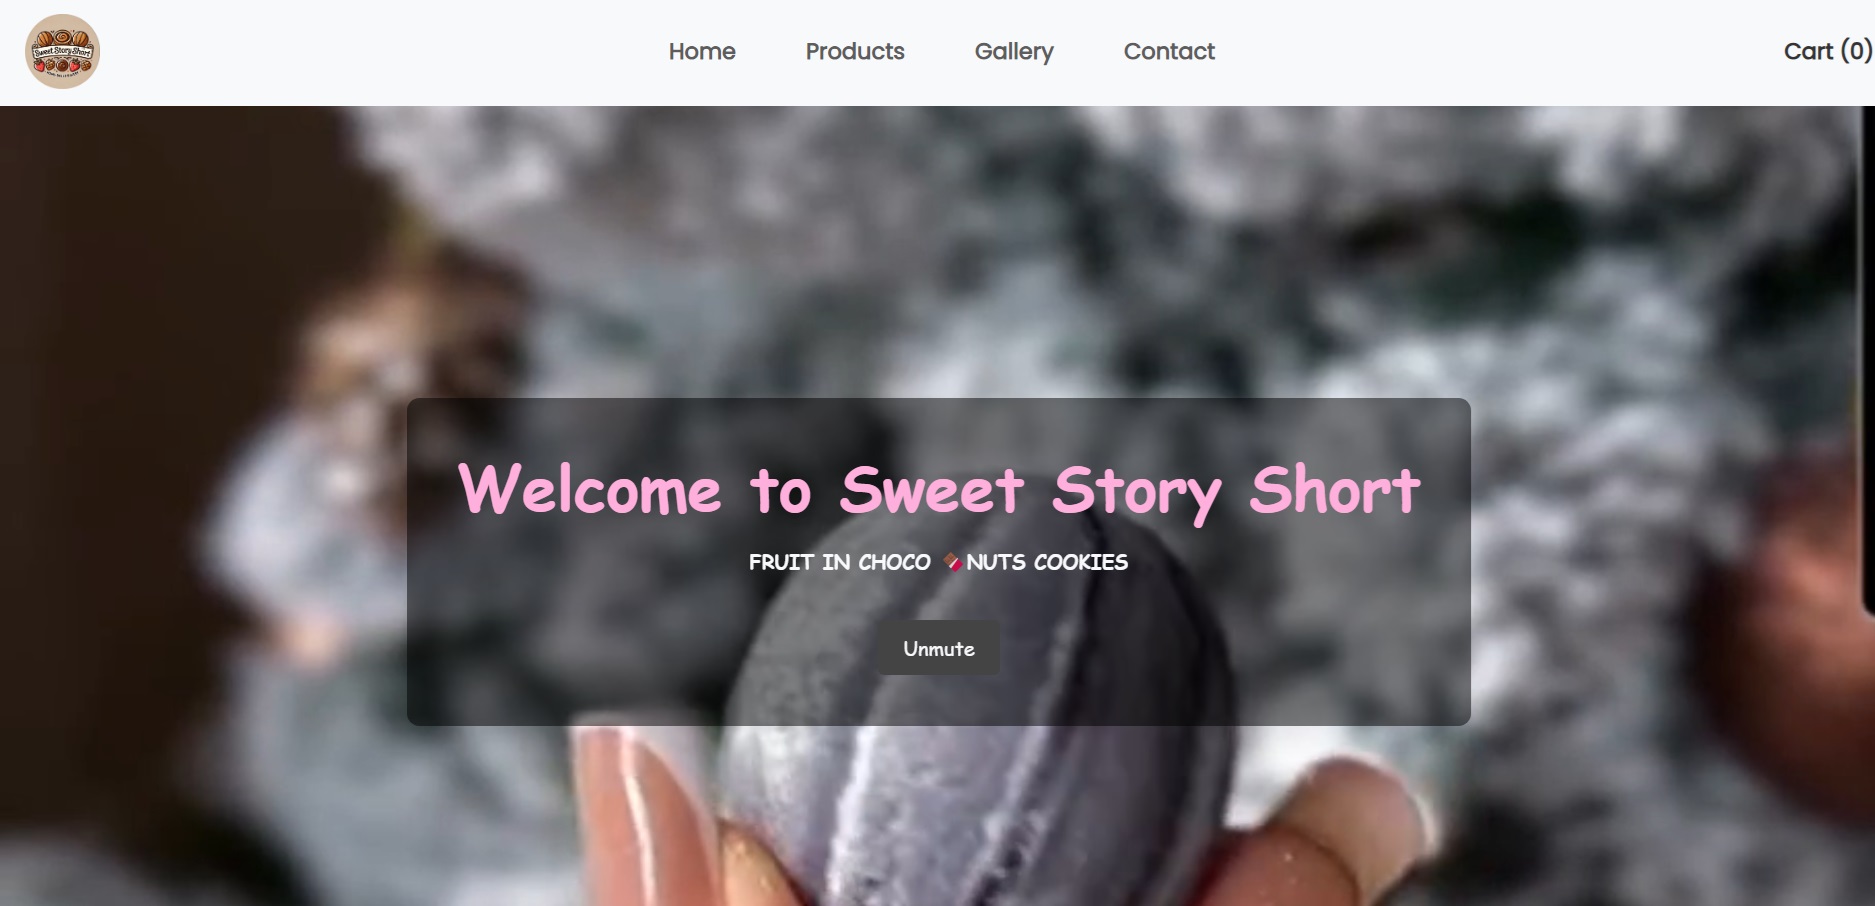 Sweet Story Short
Home
Products
Gallery
Contact
Cart (0)
Welcome to Sweet Story Short
FRUIT IN CHOCO 🍫NUTS COOKIES
Unmute